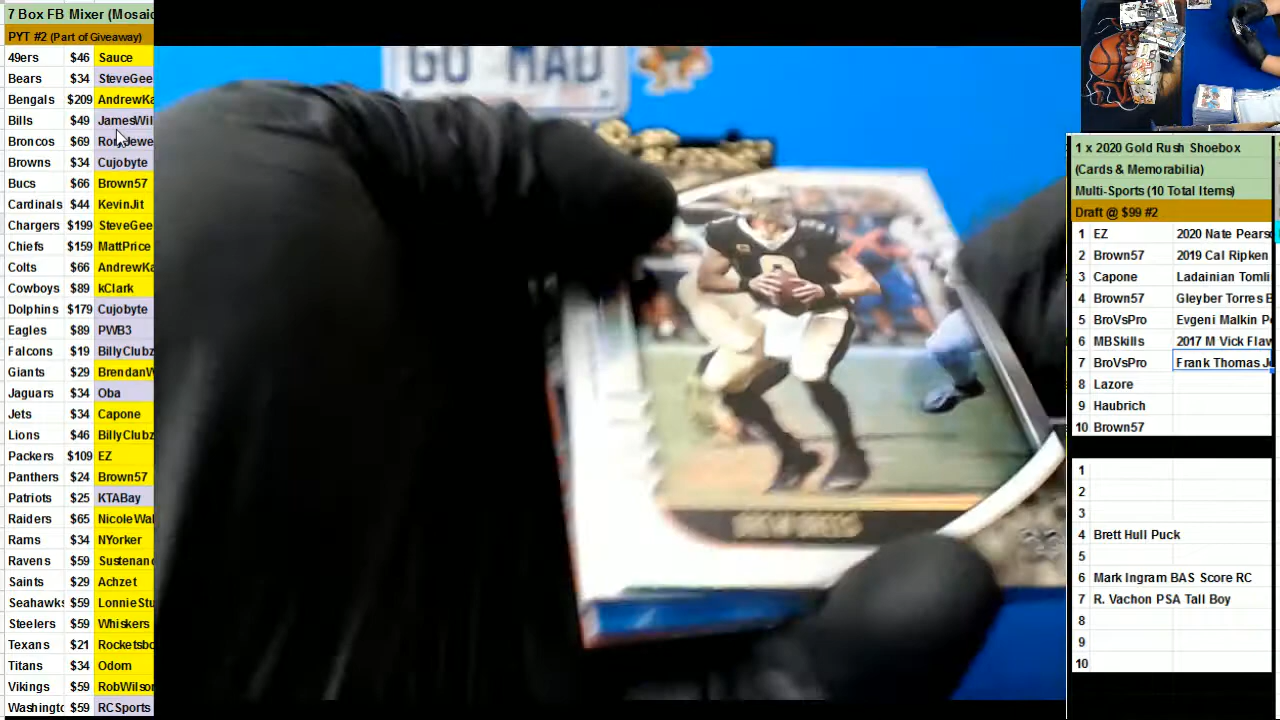 7 Box FB Mixer (Mosaic
PYT #2 (Part of Giveaway)
49ers $46 Sauce
Bears $34 SteveGee
Bengals $209 AndrewKa
Bills $49 JamesWil
Broncos $69
Browns $34 Cujobyte
Bucs $66 Brown57
Cardinals $44 KevinJit
Chargers $199 SteveGee
Chiefs $159 MattPrice
Colts $66 AndrewKa
Cowboys $89 kClark
Dolphins $179 Cujobyte
Eagles $89 PWB3
Falcons $19 BillyClubz
Giants $29 BrendanW
Jaguars $34 Oba
Jets $34 Capone
Lions $46 BillyClubz
Packers $109 EZ
Panthers $24 Brown57
Patriots $25 KTABay
Raiders $65 NicoleWal
Rams $34 NYorker
Ravens $59 Sustenanc
Saints $29 Achzet
Seahawks $59 LonnieStu
Steelers $59 Whiskers
Texans $21 Rocketsbo
Titans $34 Odom
Vikings $59 RobWilson
Washingto $59 RCSports
GO MAD
1 x 2020 Gold Rush Shoebox
(Cards & Memorabilia)
Multi-Sports (10 Total Items)
Draft @ $99 #2
1 EZ 2020 Nate Pearso
2 Brown57 2019 Cal Ripken
3 Capone Ladainian Tomli
4 Brown57 Gleyber Torres B
5 BroVsPro Evgeni Malkin P
6 MBSkills 2017 M Vick Flaw
7 BroVsPro Frank Thomas J
8 Lazore
9 Haubrich
10 Brown57
1
2
3
4 Brett Hull Puck
5
6 Mark Ingram BAS Score RC
7 R. Vachon PSA Tall Boy
8
9
10